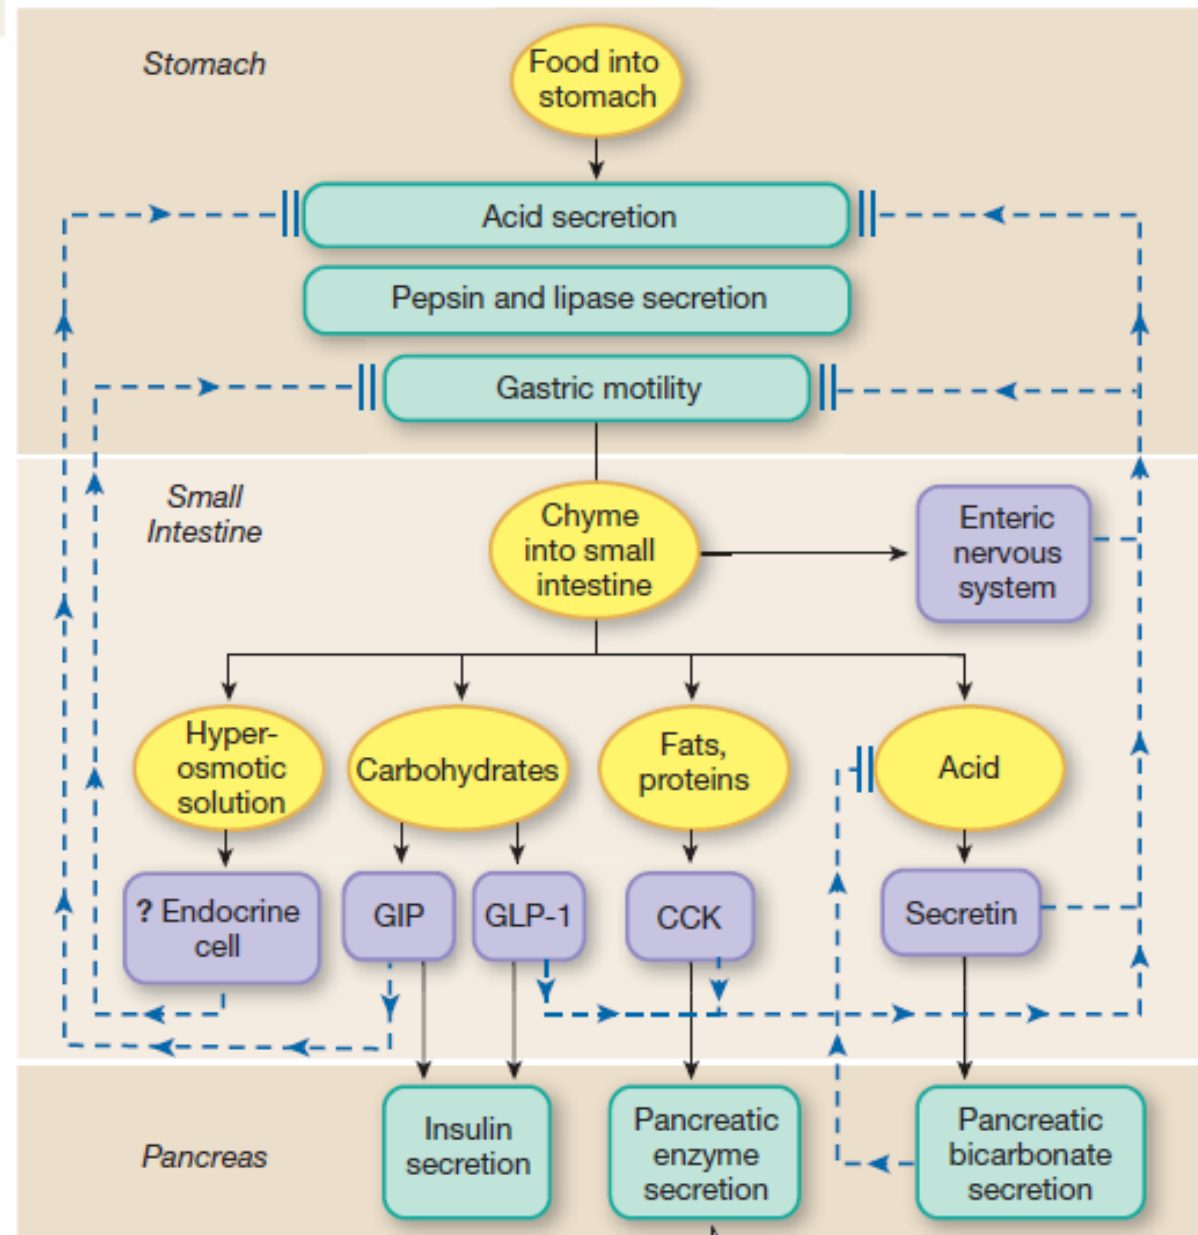 Stomach
Food into
stomach
Acid secretion
Pepsin and lipase secretion
Gastric motility
Small
Intestine
Chyme
into small
intestine
Enteric
nervous
system
Hyper-
osmotic
solution
Carbohydrates
Fats,
proteins
Acid
? Endocrine
cell
GIP
GLP-1
CCK
Secretin
Pancreas
Insulin
secretion
Pancreatic
enzyme
secretion
Pancreatic
bicarbonate
secretion